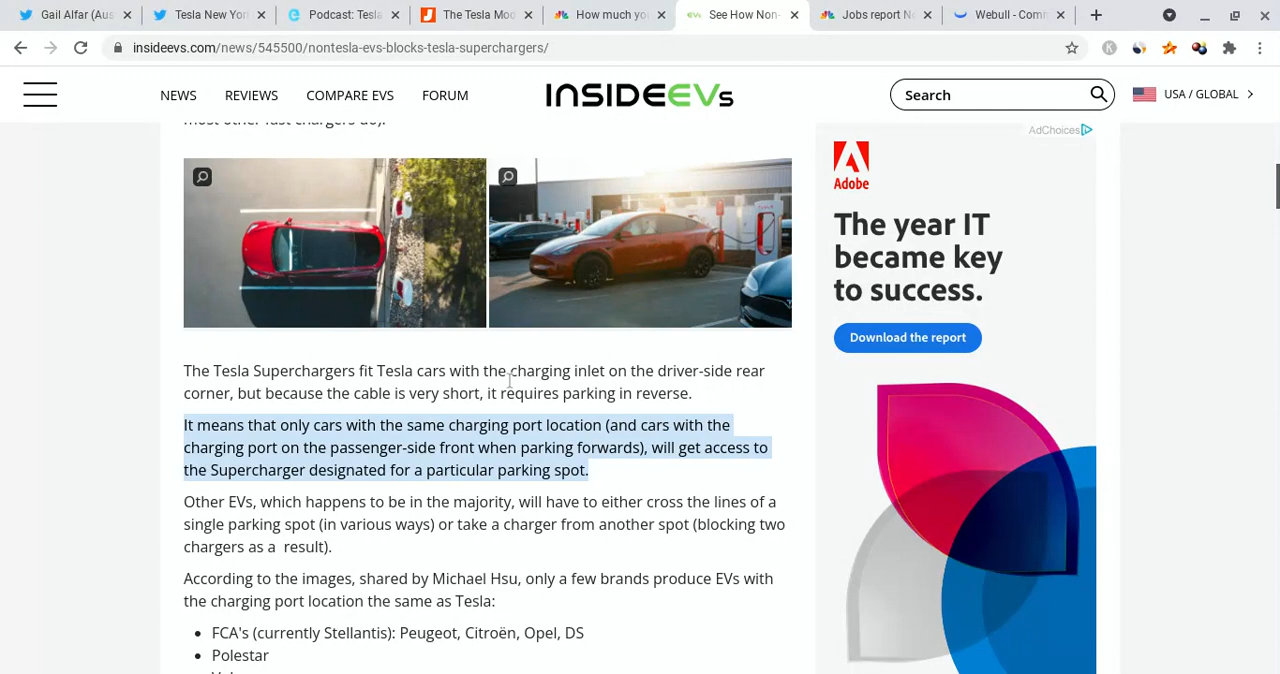 Gail Alfar (Aus
Tesla New Yor
Podcast: Tesla
The Tesla Mod
How much you
See How Non-
Jobs report N
Webull - Comm
insideevs.com/news/545500/nontesla-evs-blocks-tesla-superchargers/
K
NEWS
REVIEWS
COMPARE EVS
FORUM
INSIDEEVs
Search
USA / GLOBAL
most other fast chargers do).
AdChoices
Adobe
The year IT
became key
to success.
Download the report
The Tesla Superchargers fit Tesla cars with the charging inlet on the driver-side rear
corner, but because the cable is very short, it requires parking in reverse.
It means that only cars with the same charging port location (and cars with the
charging port on the passenger-side front when parking forwards), will get access to
the Supercharger designated for a particular parking spot.
Other EVs, which happens to be in the majority, will have to either cross the lines of a
single parking spot (in various ways) or take a charger from another spot (blocking two
chargers as a result).
According to the images, shared by Michael Hsu, only a few brands produce EVs with
the charging port location the same as Tesla:
• FCA's (currently Stellantis): Peugeot, Citroën, Opel, DS
• Polestar